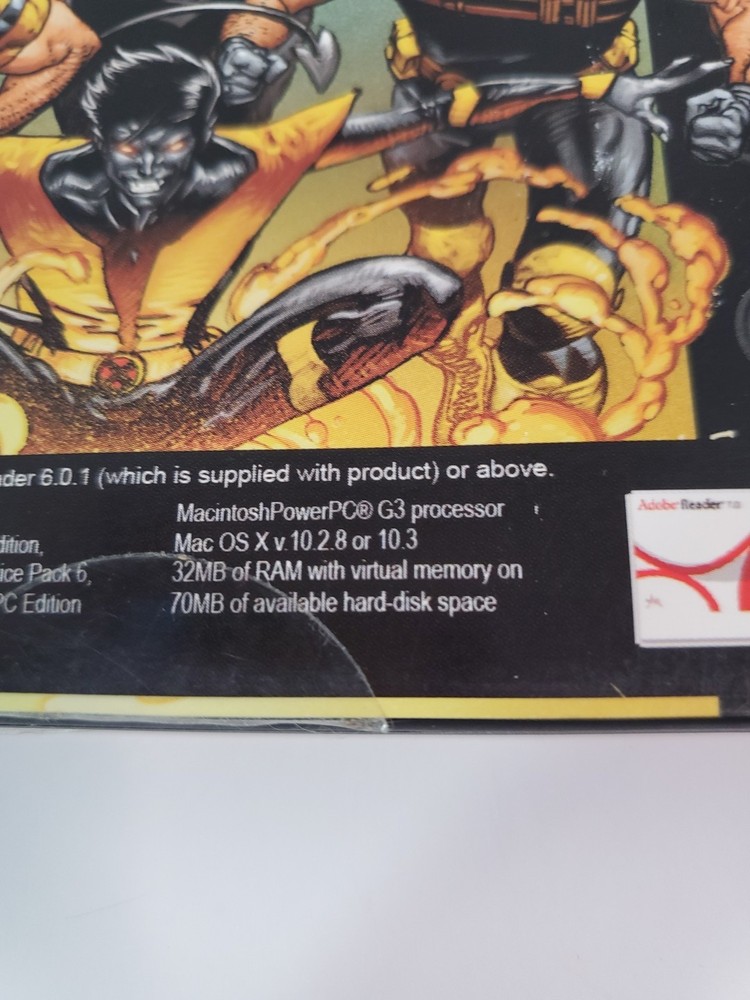 der 6.0.1 (which is supplied with product) or above.
dition,
ice Pack 6,
PC Edition
MacintoshPowerPC® G3 processor
Mac OS X v.10.2.8 or 10.3
32MB of RAM with virtual memory on
70MB of available hard-disk space
Adobe Reader